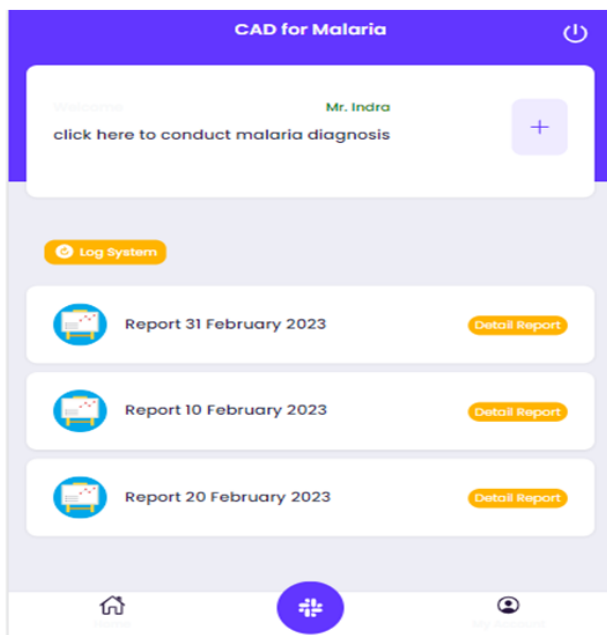 CAD for Malaria
Welcome Mr. Indra
click here to conduct malaria diagnosis
Log System
Report 31 February 2023 Detail Report
Report 10 February 2023 Detail Report
Report 20 February 2023 Detail Report
Home My Account